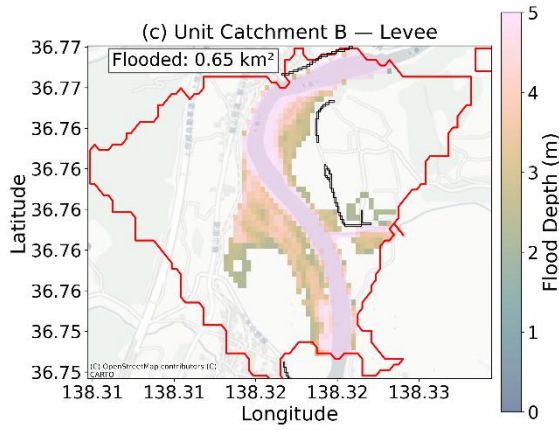 (c) Unit Catchment B — Levee
Flooded: 0.65 km²
36.77
36.77
36.76
36.76
36.76
36.76
36.76
36.75
36.75
Latitude
138.31
138.31
138.32
138.32
138.33
Longitude
(C) OpenStreetMap contributors (C)
CARTO
5
4
3
2
1
0
Flood Depth (m)